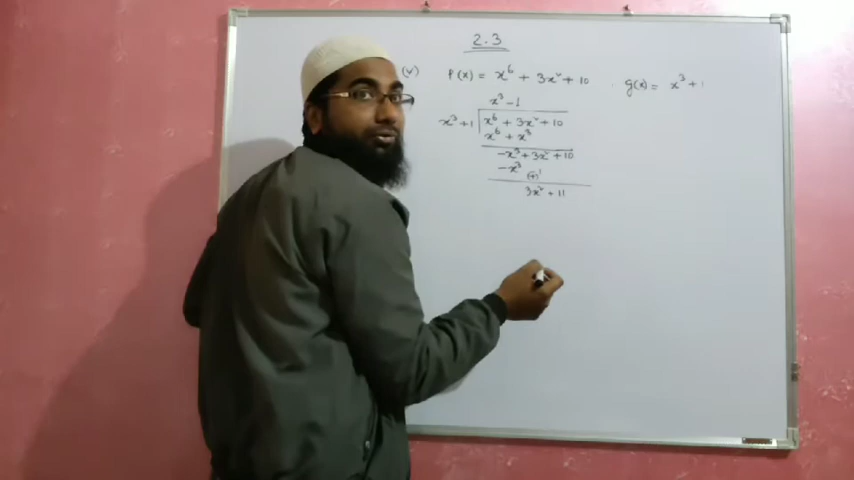 2.3
(v) P(x) = x⁶ + 3x² + 10 g(x) = x³ + 1
x³ - 1
x³ + 1 | x⁶ + 3x² + 10
x⁶ + x³
- x³ + 3x² + 10
- x³ (+) 1
3x² + 11